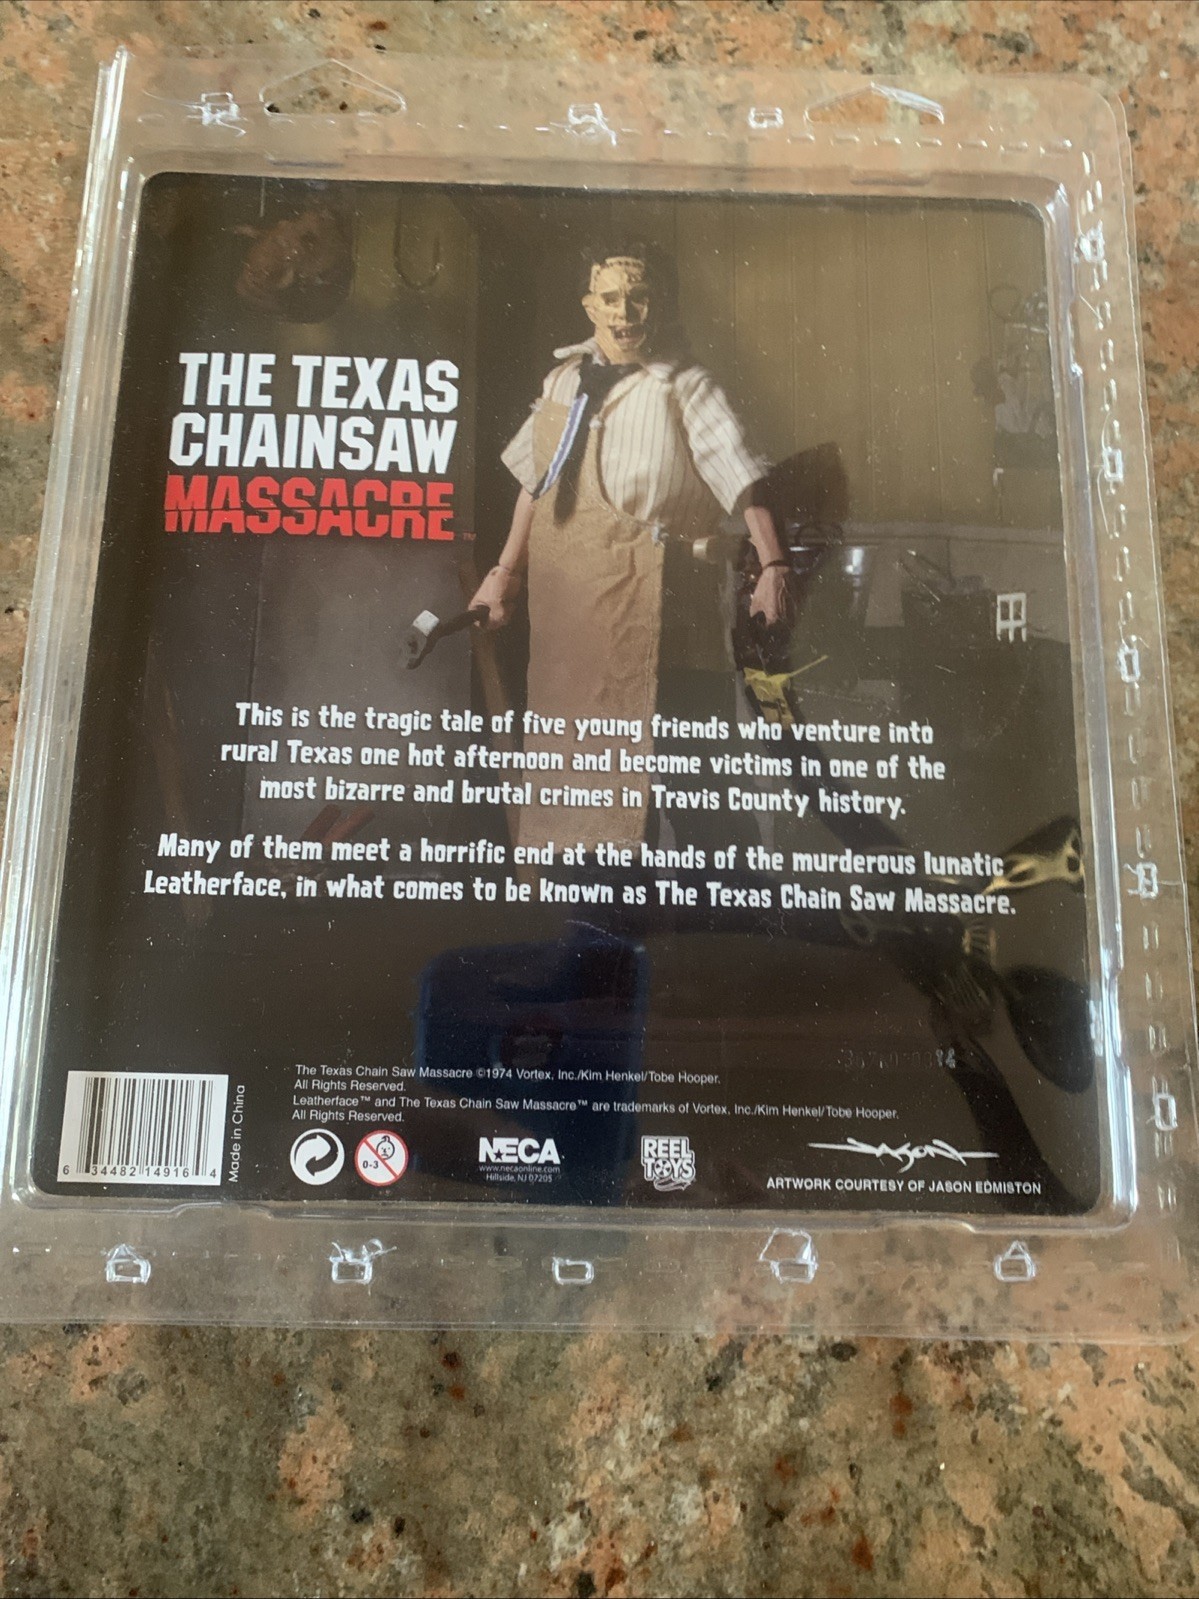 THE TEXAS
CHAINSAW
MASSACRE™
This is the tragic tale of five young friends who venture into
rural Texas one hot afternoon and become victims in one of the
most bizarre and brutal crimes in Travis County history.
Many of them meet a horrific end at the hands of the murderous lunatic
Leatherface, in what comes to be known as The Texas Chain Saw Massacre.
The Texas Chain Saw Massacre ©1974 Vortex, Inc./Kim Henkel/Tobe Hooper.
All Rights Reserved.
Leatherface™ and The Texas Chain Saw Massacre™ are trademarks of Vortex, Inc./Kim Henkel/Tobe Hooper.
All Rights Reserved.
6 34482 14916 4
Made in China
0-3
NECA
www.necaonline.com
Hillside, NJ 07205
REEL
TOYS
JASON
ARTWORK COURTESY OF JASON EDMISTON